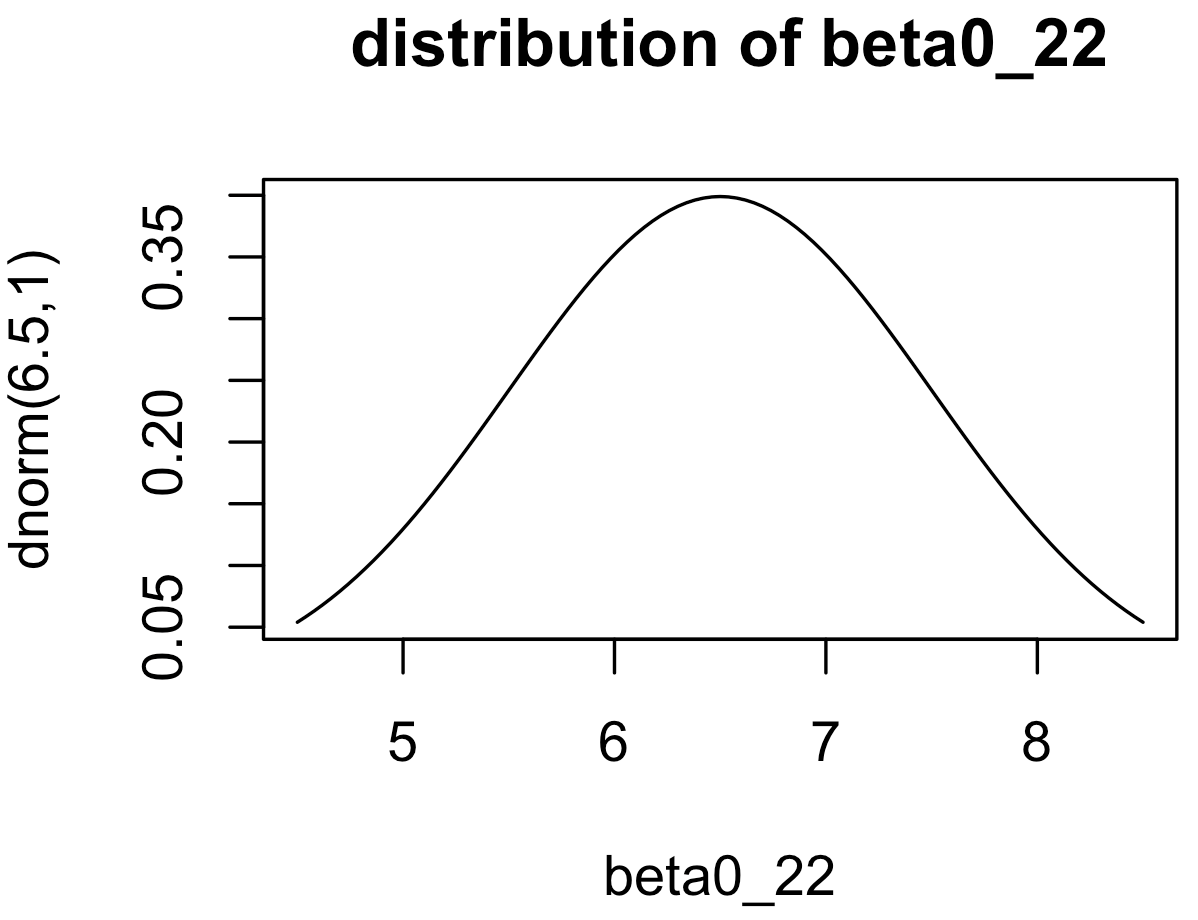 distribution of beta0_22
dnorm(6.5,1)
0.35
0.20
0.05
5 6 7 8
beta0_22